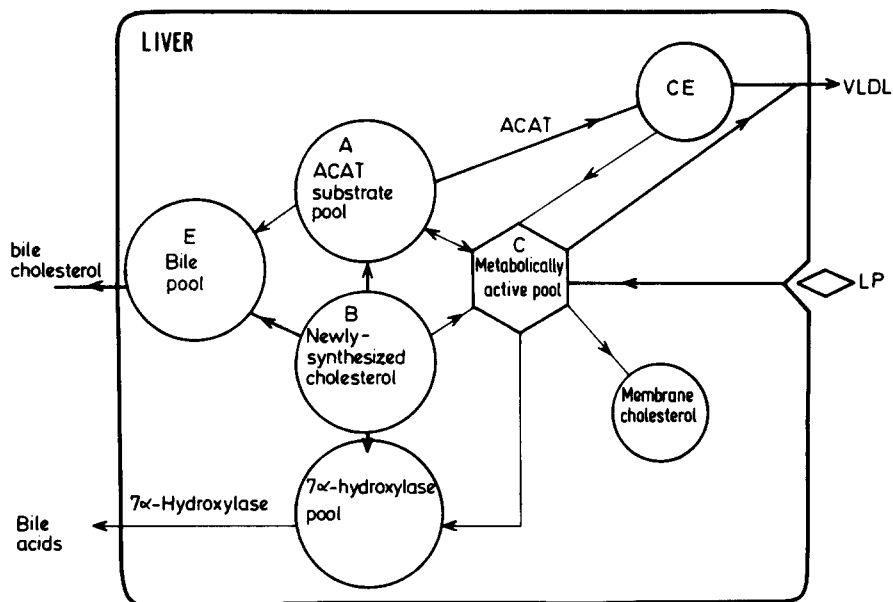 LIVER
CE
VLDL
ACAT
A
ACAT
substrate
pool
E
Bile
pool
bile
cholesterol
C
Metabolically
active pool
LP
B
Newly-
synthesized
cholesterol
Membrane
cholesterol
7α-Hydroxylase
7α-hydroxylase
pool
Bile
acids